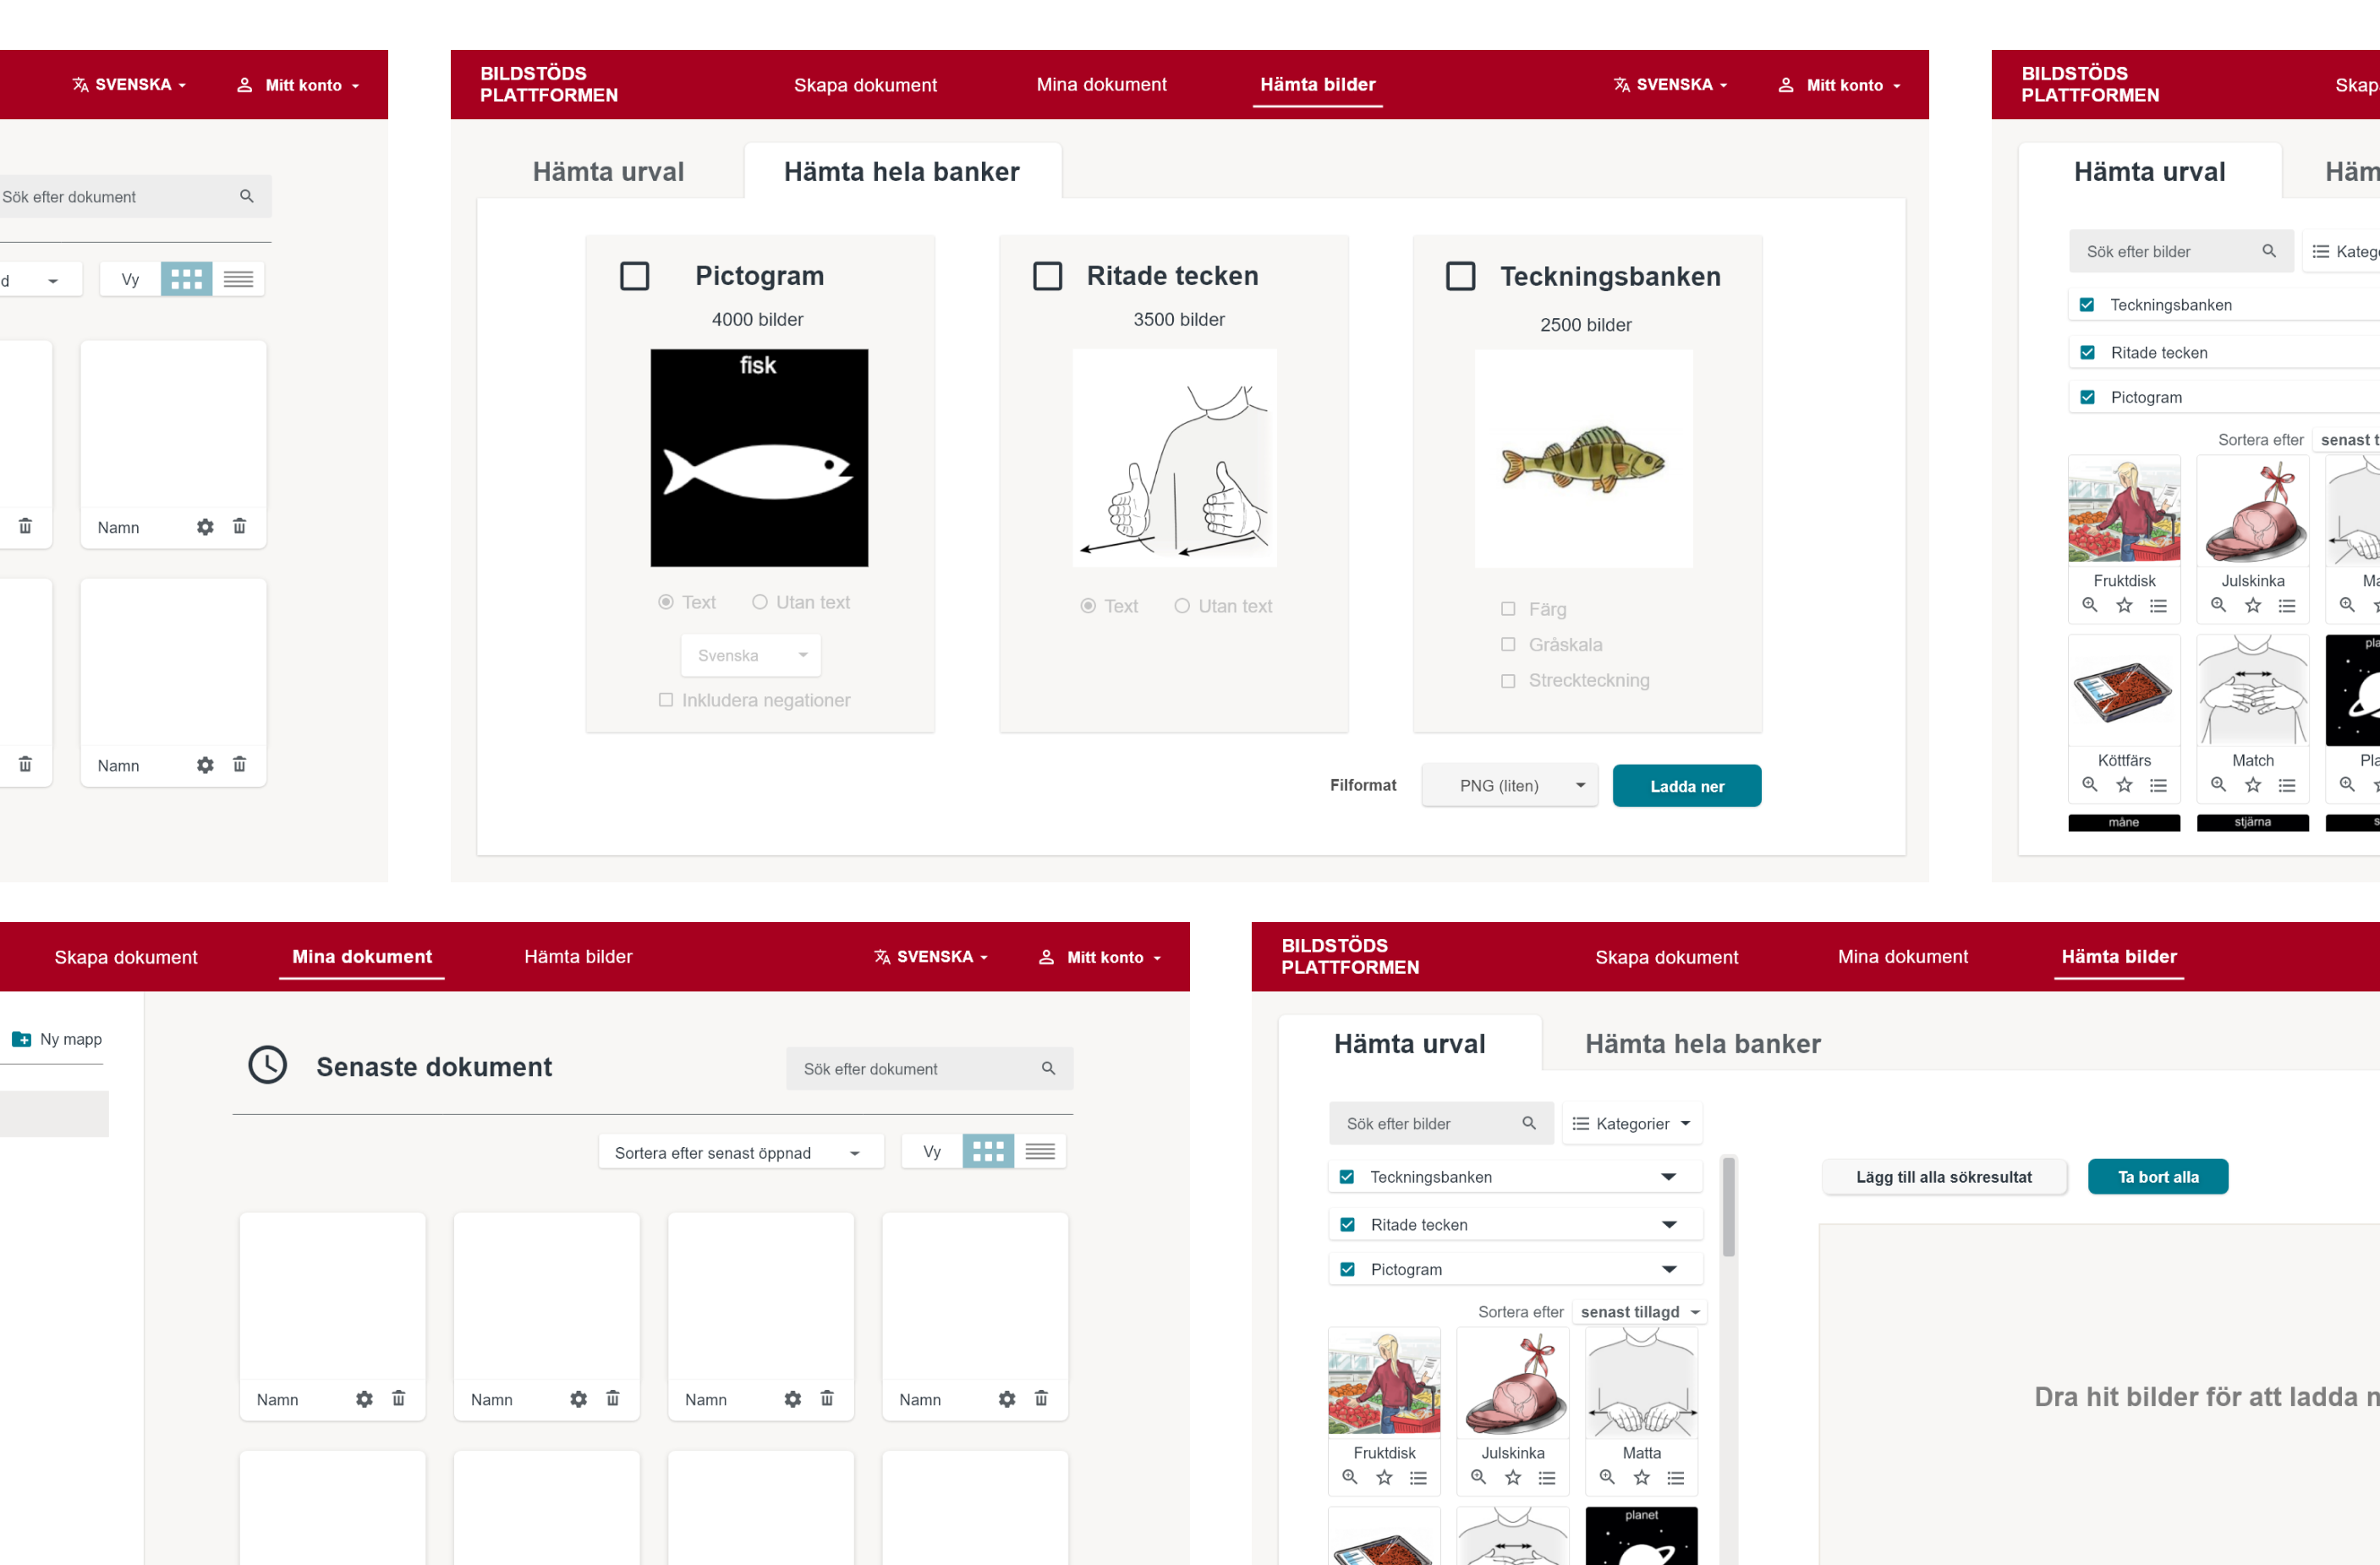 SVENSKA
Mitt konto
Sök efter dokument
Vy
Namn
Namn
BILDSTÖDS
PLATTFORMEN
Skapa dokument
Mina dokument
Hämta bilder
SVENSKA
Mitt konto
Hämta urval
Hämta hela banker
Pictogram
4000 bilder
fisk
Text
Utan text
Svenska
Inkludera negationer
Ritade tecken
3500 bilder
Text
Utan text
Teckningsbanken
2500 bilder
Färg
Gråskala
Streckteckning
Filformat
PNG (liten)
Ladda ner
BILDSTÖDS
PLATTFORMEN
Hämta urval
Sök efter bilder
Teckningsbanken
Ritade tecken
Pictogram
Sortera efter
senast
Fruktdisk
Julskinka
Köttfärs
Match
måne
stjärna
Skapa dokument
Mina dokument
Hämta bilder
SVENSKA
Mitt konto
Ny mapp
Senaste dokument
Sök efter dokument
Sortera efter senast öppnad
Vy
Namn
Namn
Namn
Namn
BILDSTÖDS
PLATTFORMEN
Skapa dokument
Mina dokument
Hämta bilder
Hämta urval
Hämta hela banker
Sök efter bilder
Kategorier
Teckningsbanken
Ritade tecken
Pictogram
Sortera efter
senast tillagd
Fruktdisk
Julskinka
Matta
planet
Lägg till alla sökresultat
Ta bort alla
Dra hit bilder för att ladda